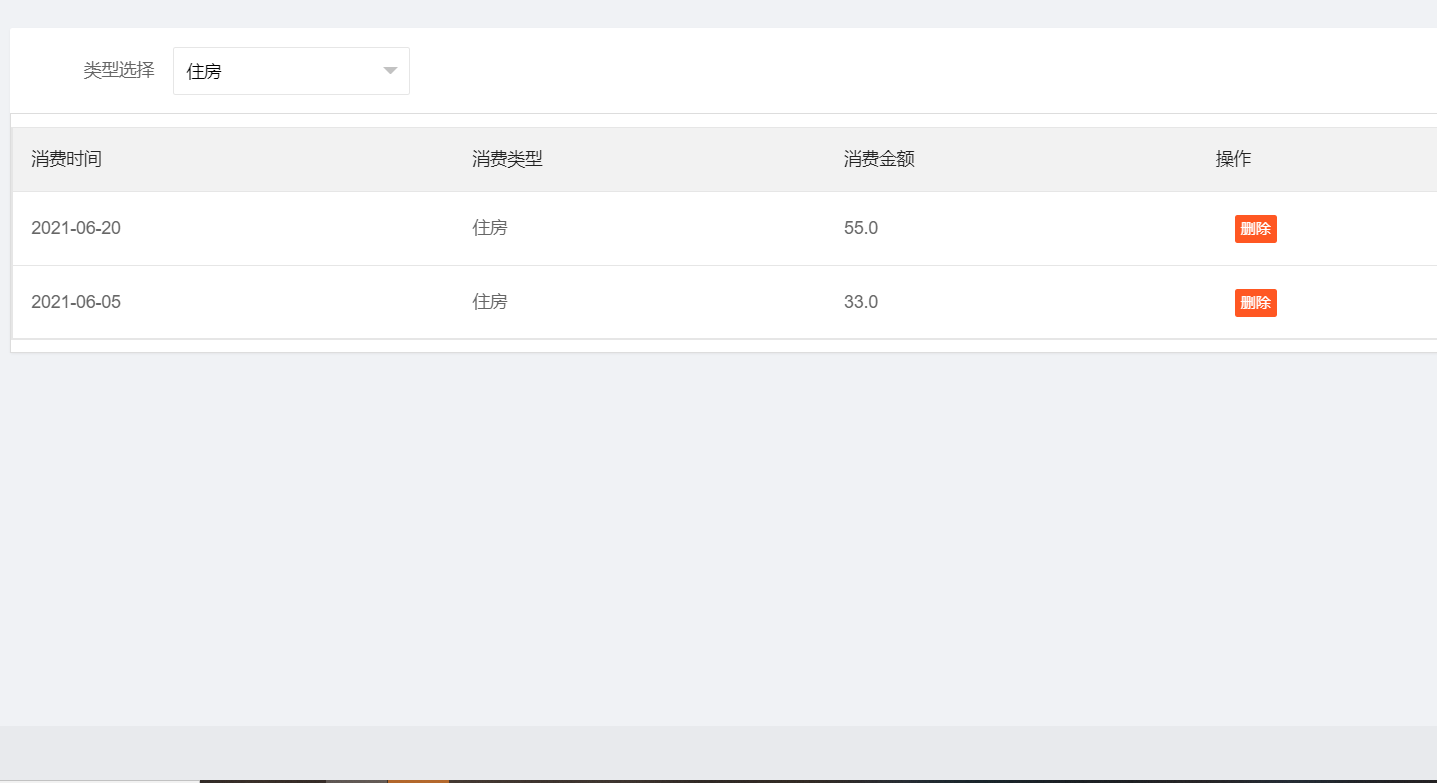 类型选择 住房
消费时间 消费类型 消费金额 操作
2021-06-20 住房 55.0 删除
2021-06-05 住房 33.0 删除